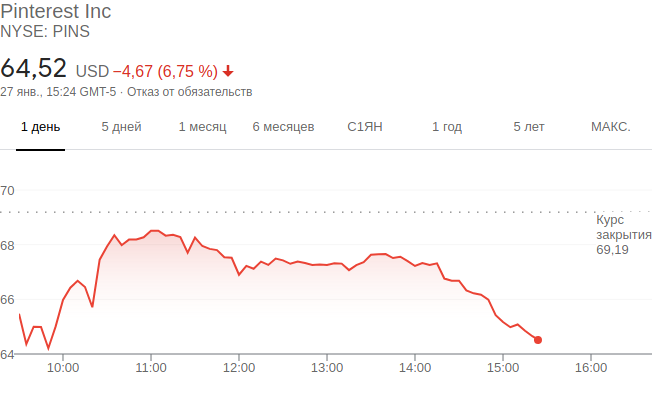 Pinterest Inc
NYSE: PINS
64,52 USD −4,67 (6,75 %)
27 янв., 15:24 GMT-5 · Отказ от обязательств
1 день 5 дней 1 месяц 6 месяцев С1ЯН 1 год 5 лет МАКС.
70
Курс
закрытия
69,19
68
66
64
10:00 11:00 12:00 13:00 14:00 15:00 16:00